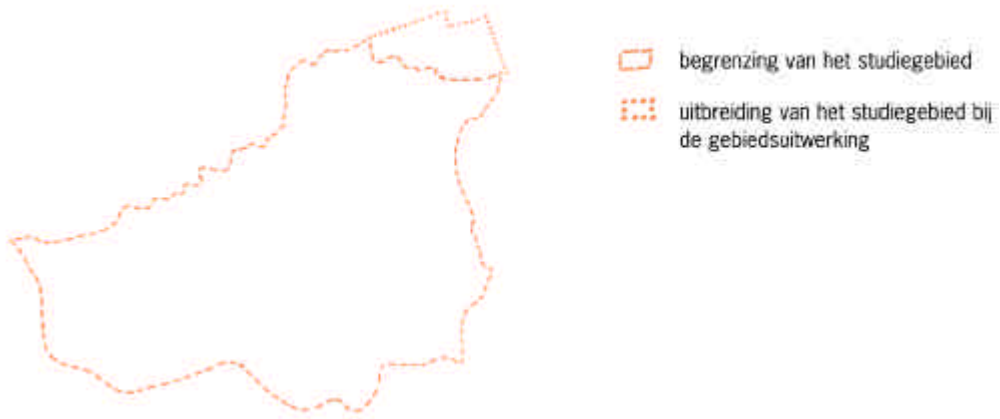 begrenzing van het studiegebied
uitbreiding van het studiegebied bij
de gebiedsuitwerking